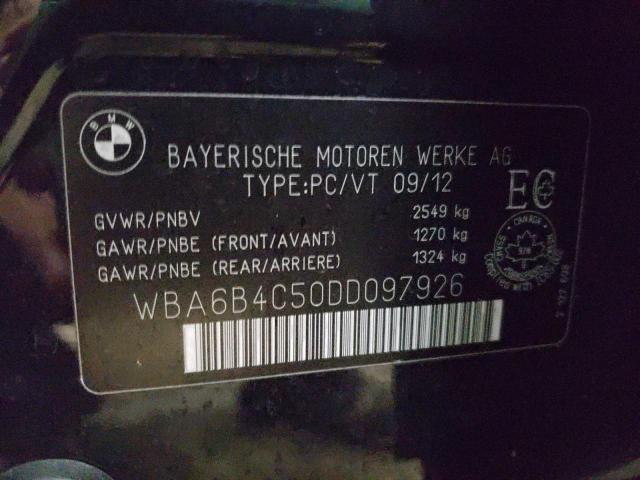 BMW
BAYERISCHE MOTOREN WERKE AG
TYPE:PC/VT 09/12
EC
GVWR/PNBV 2549 kg
GAWR/PNBE (FRONT/AVANT) 1270 kg
GAWR/PNBE (REAR/ARRIERE) 1324 kg
CANADA
WBA6B4C50DD097926